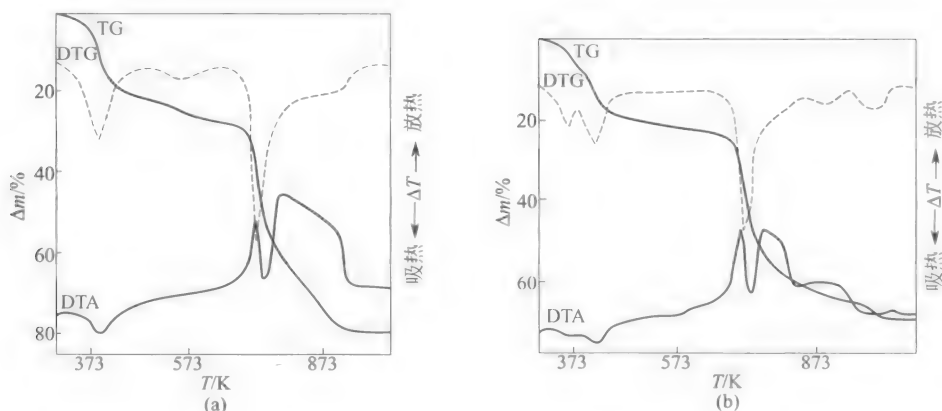 TG
DTG
20
40
60
80
Δm/%
DTA
373
573
873
T/K
(a)
吸热 ← ΔT → 放热
TG
DTG
20
40
60
Δm/%
DTA
373
573
873
T/K
(b)
吸热 ← ΔT → 放热